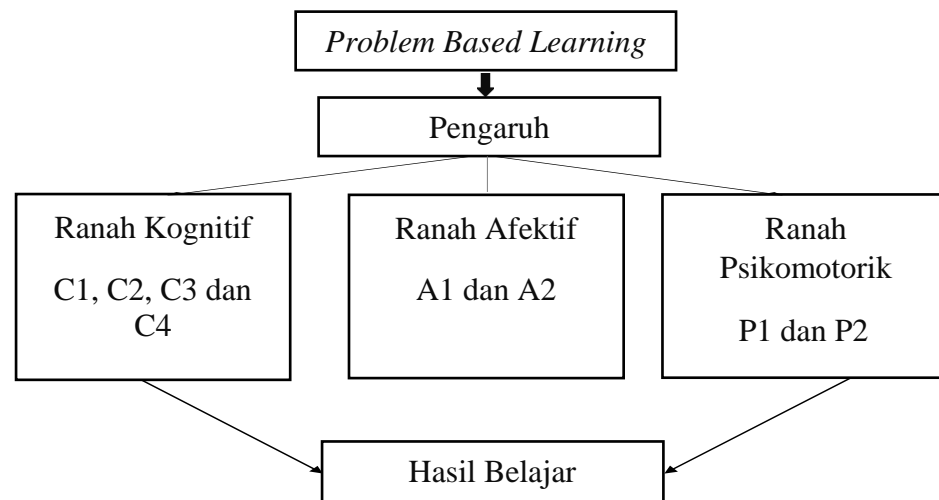 Problem Based Learning
Pengaruh
Ranah Kognitif
C1, C2, C3 dan
C4
Ranah Afektif
A1 dan A2
Ranah
Psikomotorik
P1 dan P2
Hasil Belajar